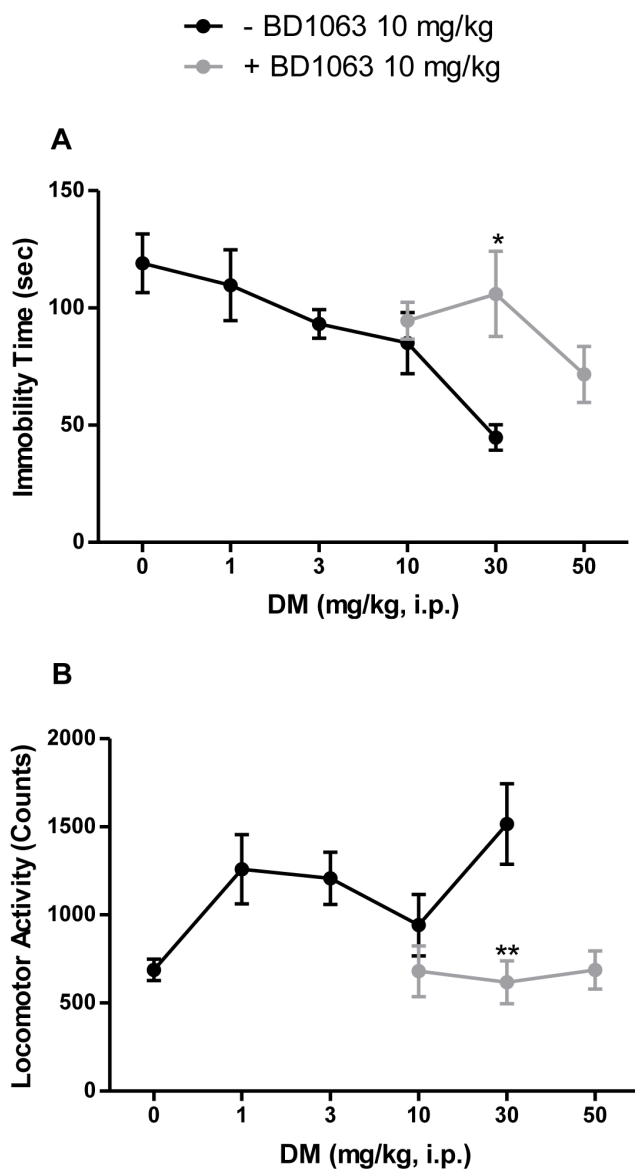 - BD1063 10 mg/kg
+ BD1063 10 mg/kg
A
150
100
50
0
Immobility Time (sec)
*
0 1 3 10 30 50
DM (mg/kg, i.p.)
B
2000
1500
1000
500
0
Locomotor Activity (Counts)
**
0 1 3 10 30 50
DM (mg/kg, i.p.)